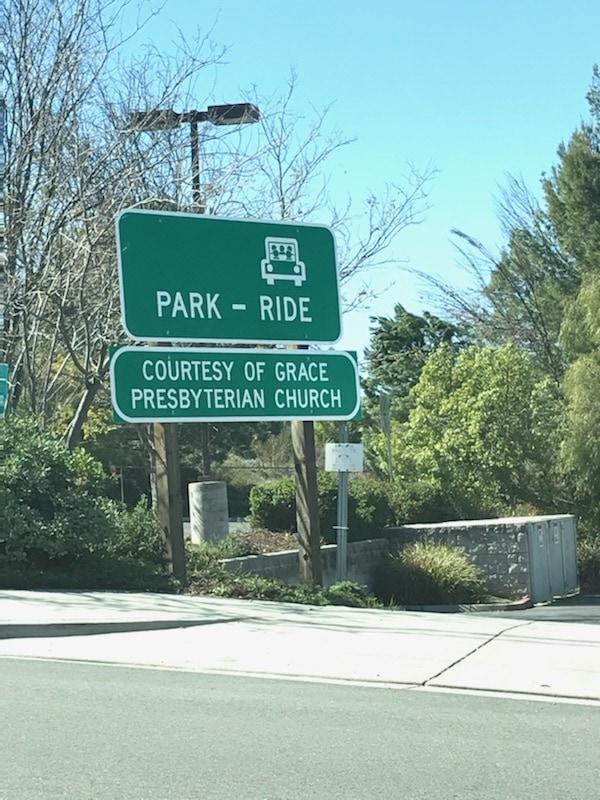 PARK - RIDE
COURTESY OF GRACE
PRESBYTERIAN CHURCH